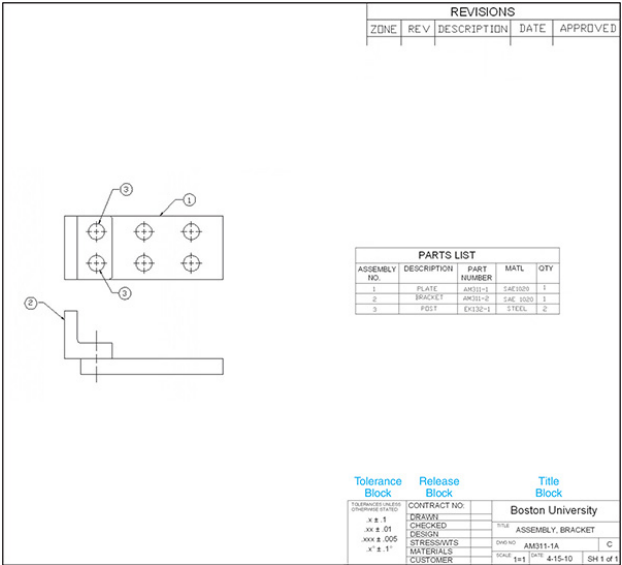 REVISIONS
ZONE REV DESCRIPTION DATE APPROVED
3
1
3
2
PARTS LIST
ASSEMBLY NO. DESCRIPTION PART NUMBER MATL QTY
1 PLATE AM311-1 SAE1020 1
2 BRACKET AM311-2 SAE 1020 1
3 POST EK132-1 STEEL 2
Tolerance Block
Release Block
Title Block
TOLERANCES UNLESS
OTHERWISE STATED
.x ± .1
.xx ± .01
.xxx ± .005
.x° ± .1°
CONTRACT NO:
DRAWN
CHECKED
DESIGN
STRESS/WTS
MATERIALS
CUSTOMER
Boston University
TITLE ASSEMBLY, BRACKET
DWG NO AM311-1A C
SCALE 1=1 DATE 4-15-10 SH 1 of 1